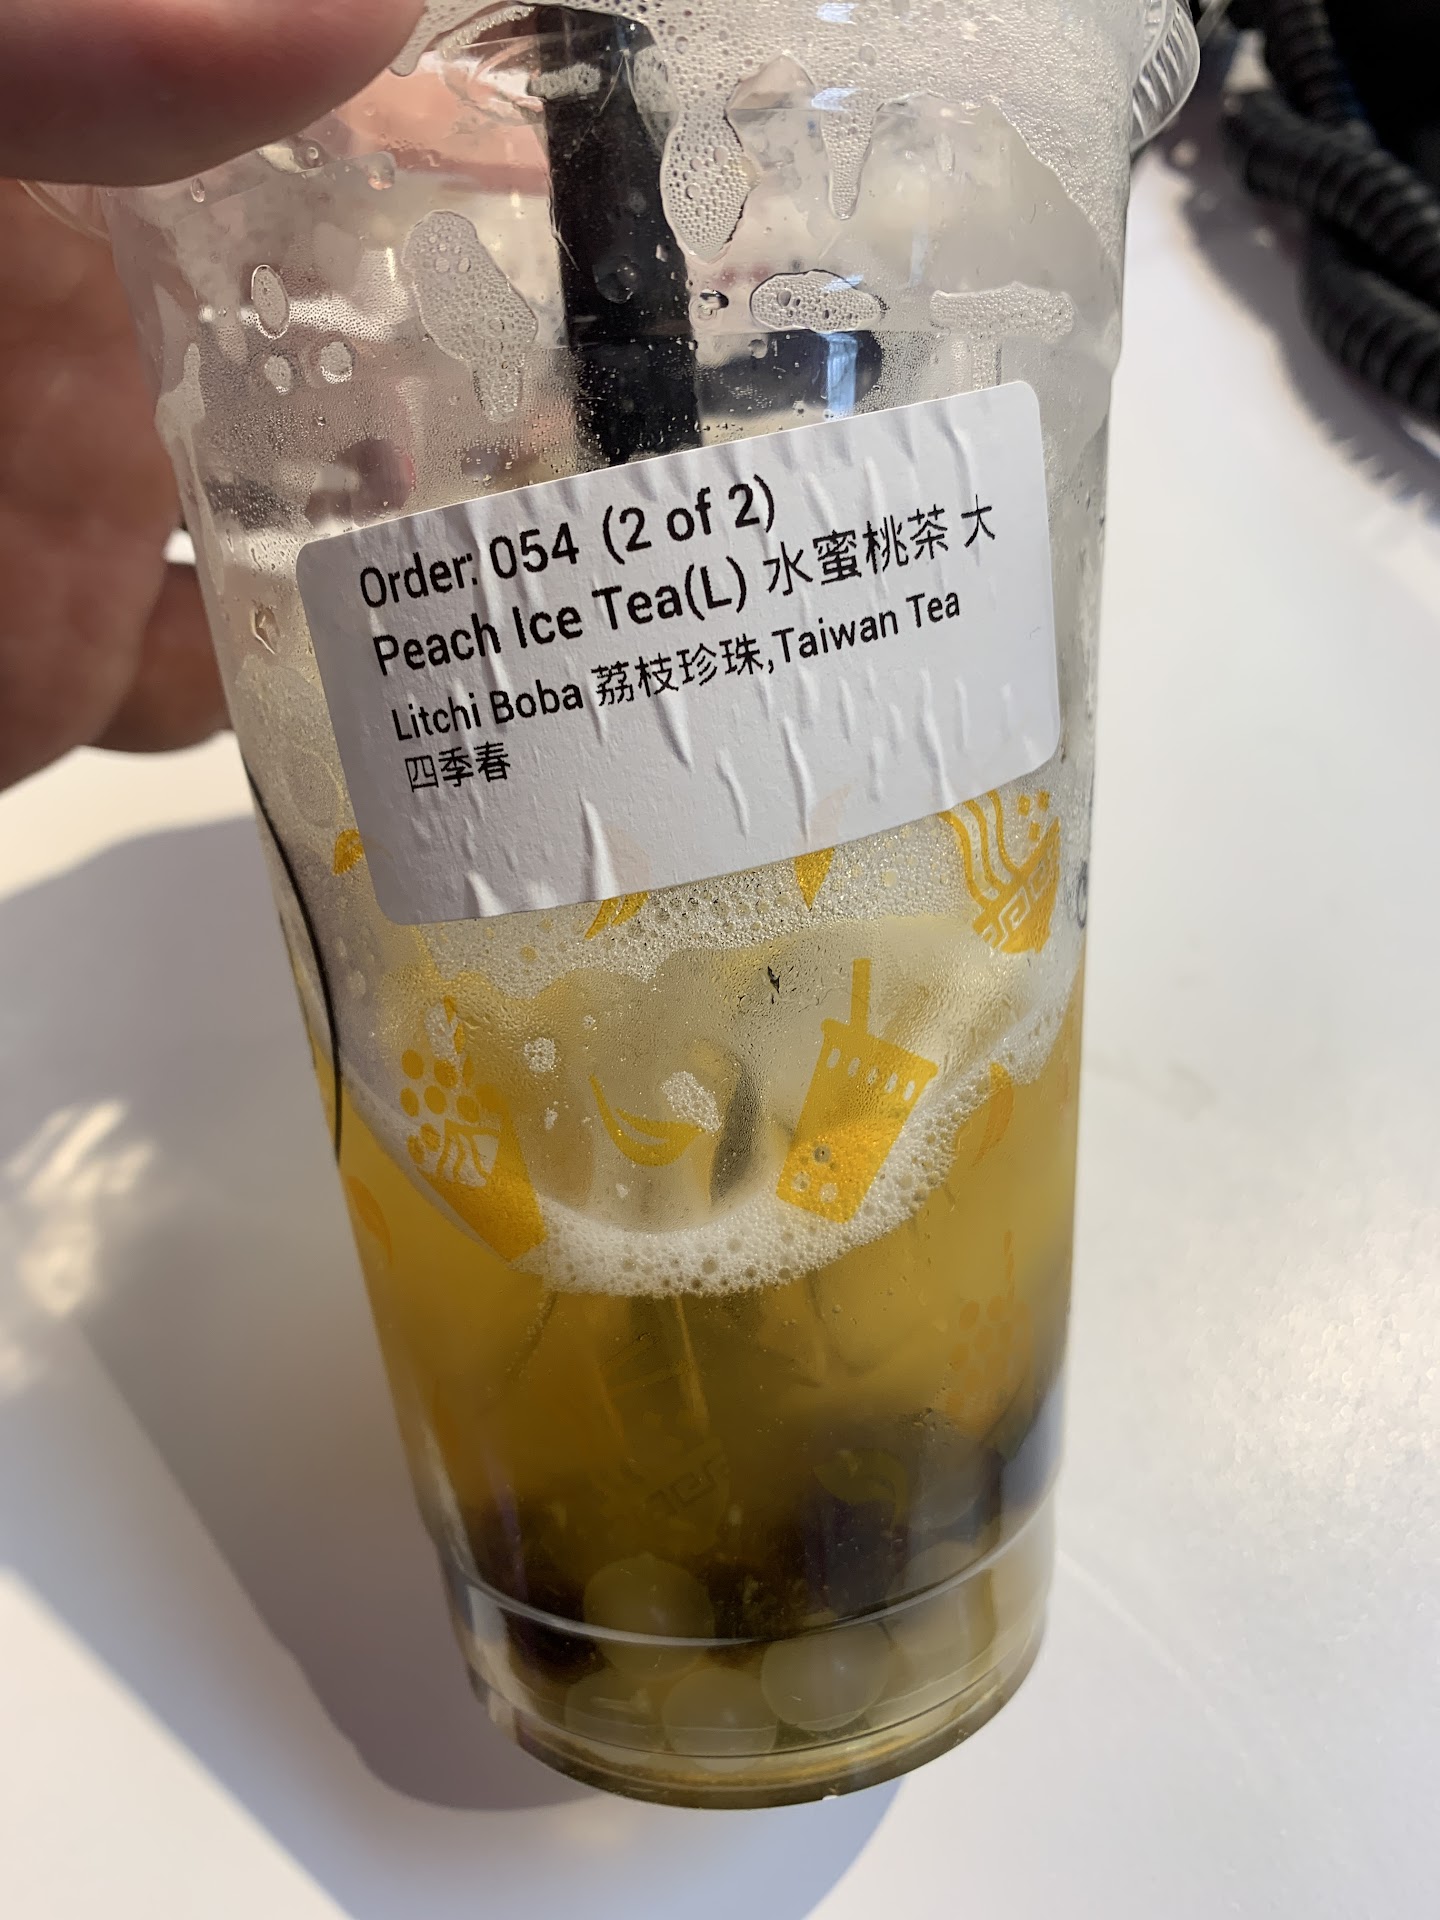 Order: 054 (2 of 2)
Peach Ice Tea(L) 水蜜桃茶 大
Litchi Boba 荔枝珍珠,Taiwan Tea
四季春